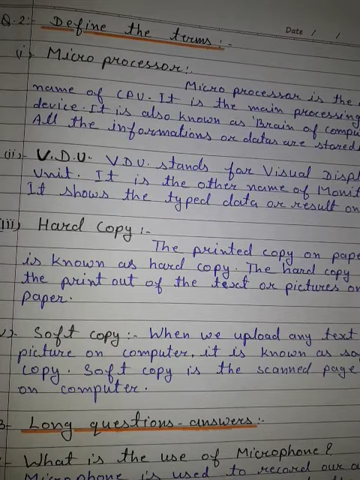 Q.2:- Define the terms:-
Date / /
(i) Micro processor:-
Micro processor is the
name of CPU. It is the main processing
device. It is also known as 'Brain of compu
All the informations or datas are stored
(ii):- V.D.U. VDU stands for Visual Displ
Unit. It is the other name of Monit
It shows the typed data or result on
iii) Hard Copy :-
The printed copy on pape
is known as hard copy. The hard copy
the print out of the text or pictures on
paper.
v):- Soft copy :- When we upload any text
picture on computer, it is known as so
copy. Soft copy is the scanned page
on computer.
3- Long questions-answers:-
:- What is the use of Microphone?
Microphone is used to record our